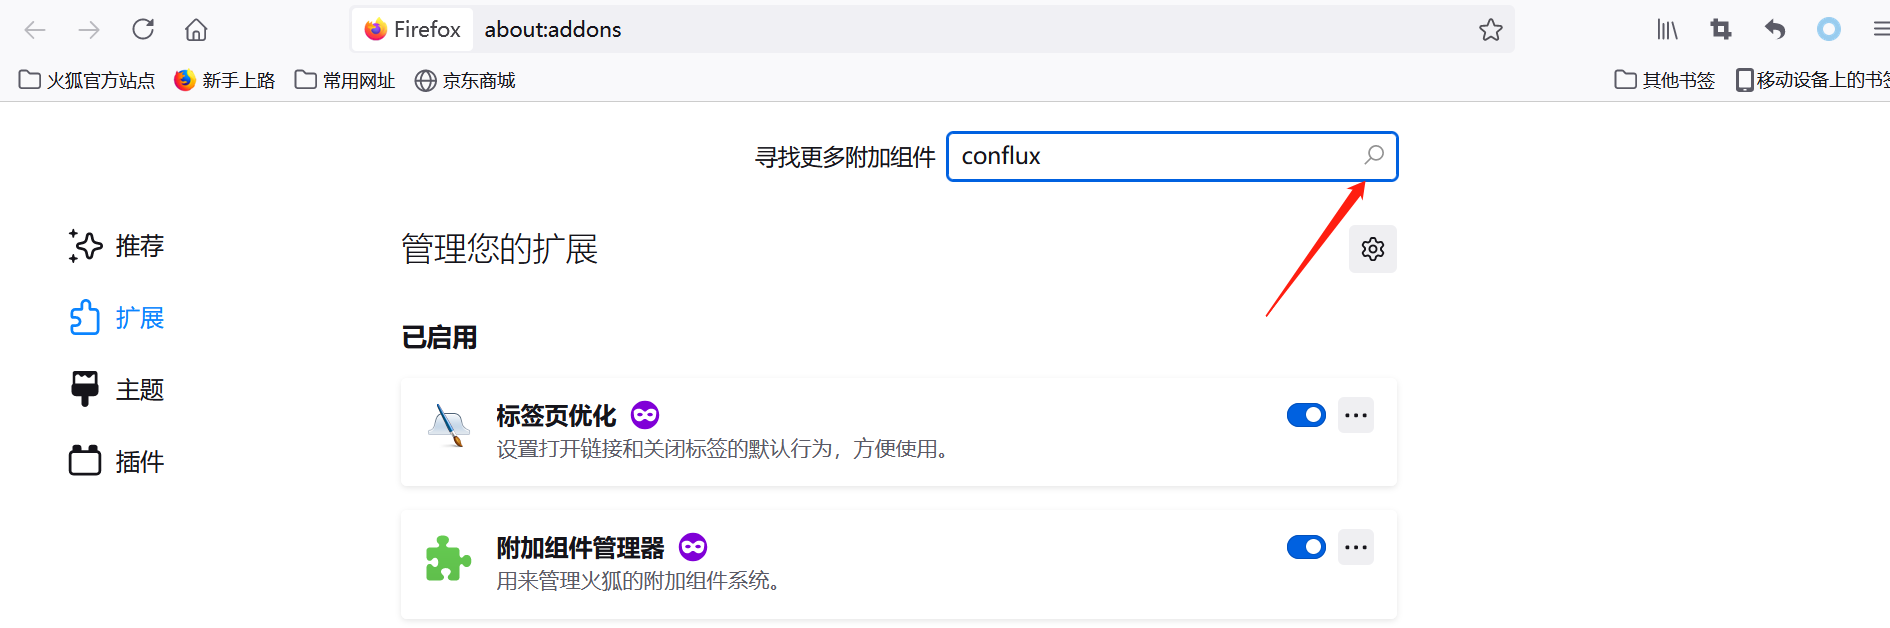 Firefox about:addons
火狐官方站点 新手上路 常用网址 京东商城 其他书签 移动设备上的书签
寻找更多附加组件 conflux
推荐
扩展
主题
插件
管理您的扩展
已启用
标签页优化
设置打开链接和关闭标签的默认行为，方便使用。
附加组件管理器
用来管理火狐的附加组件系统。